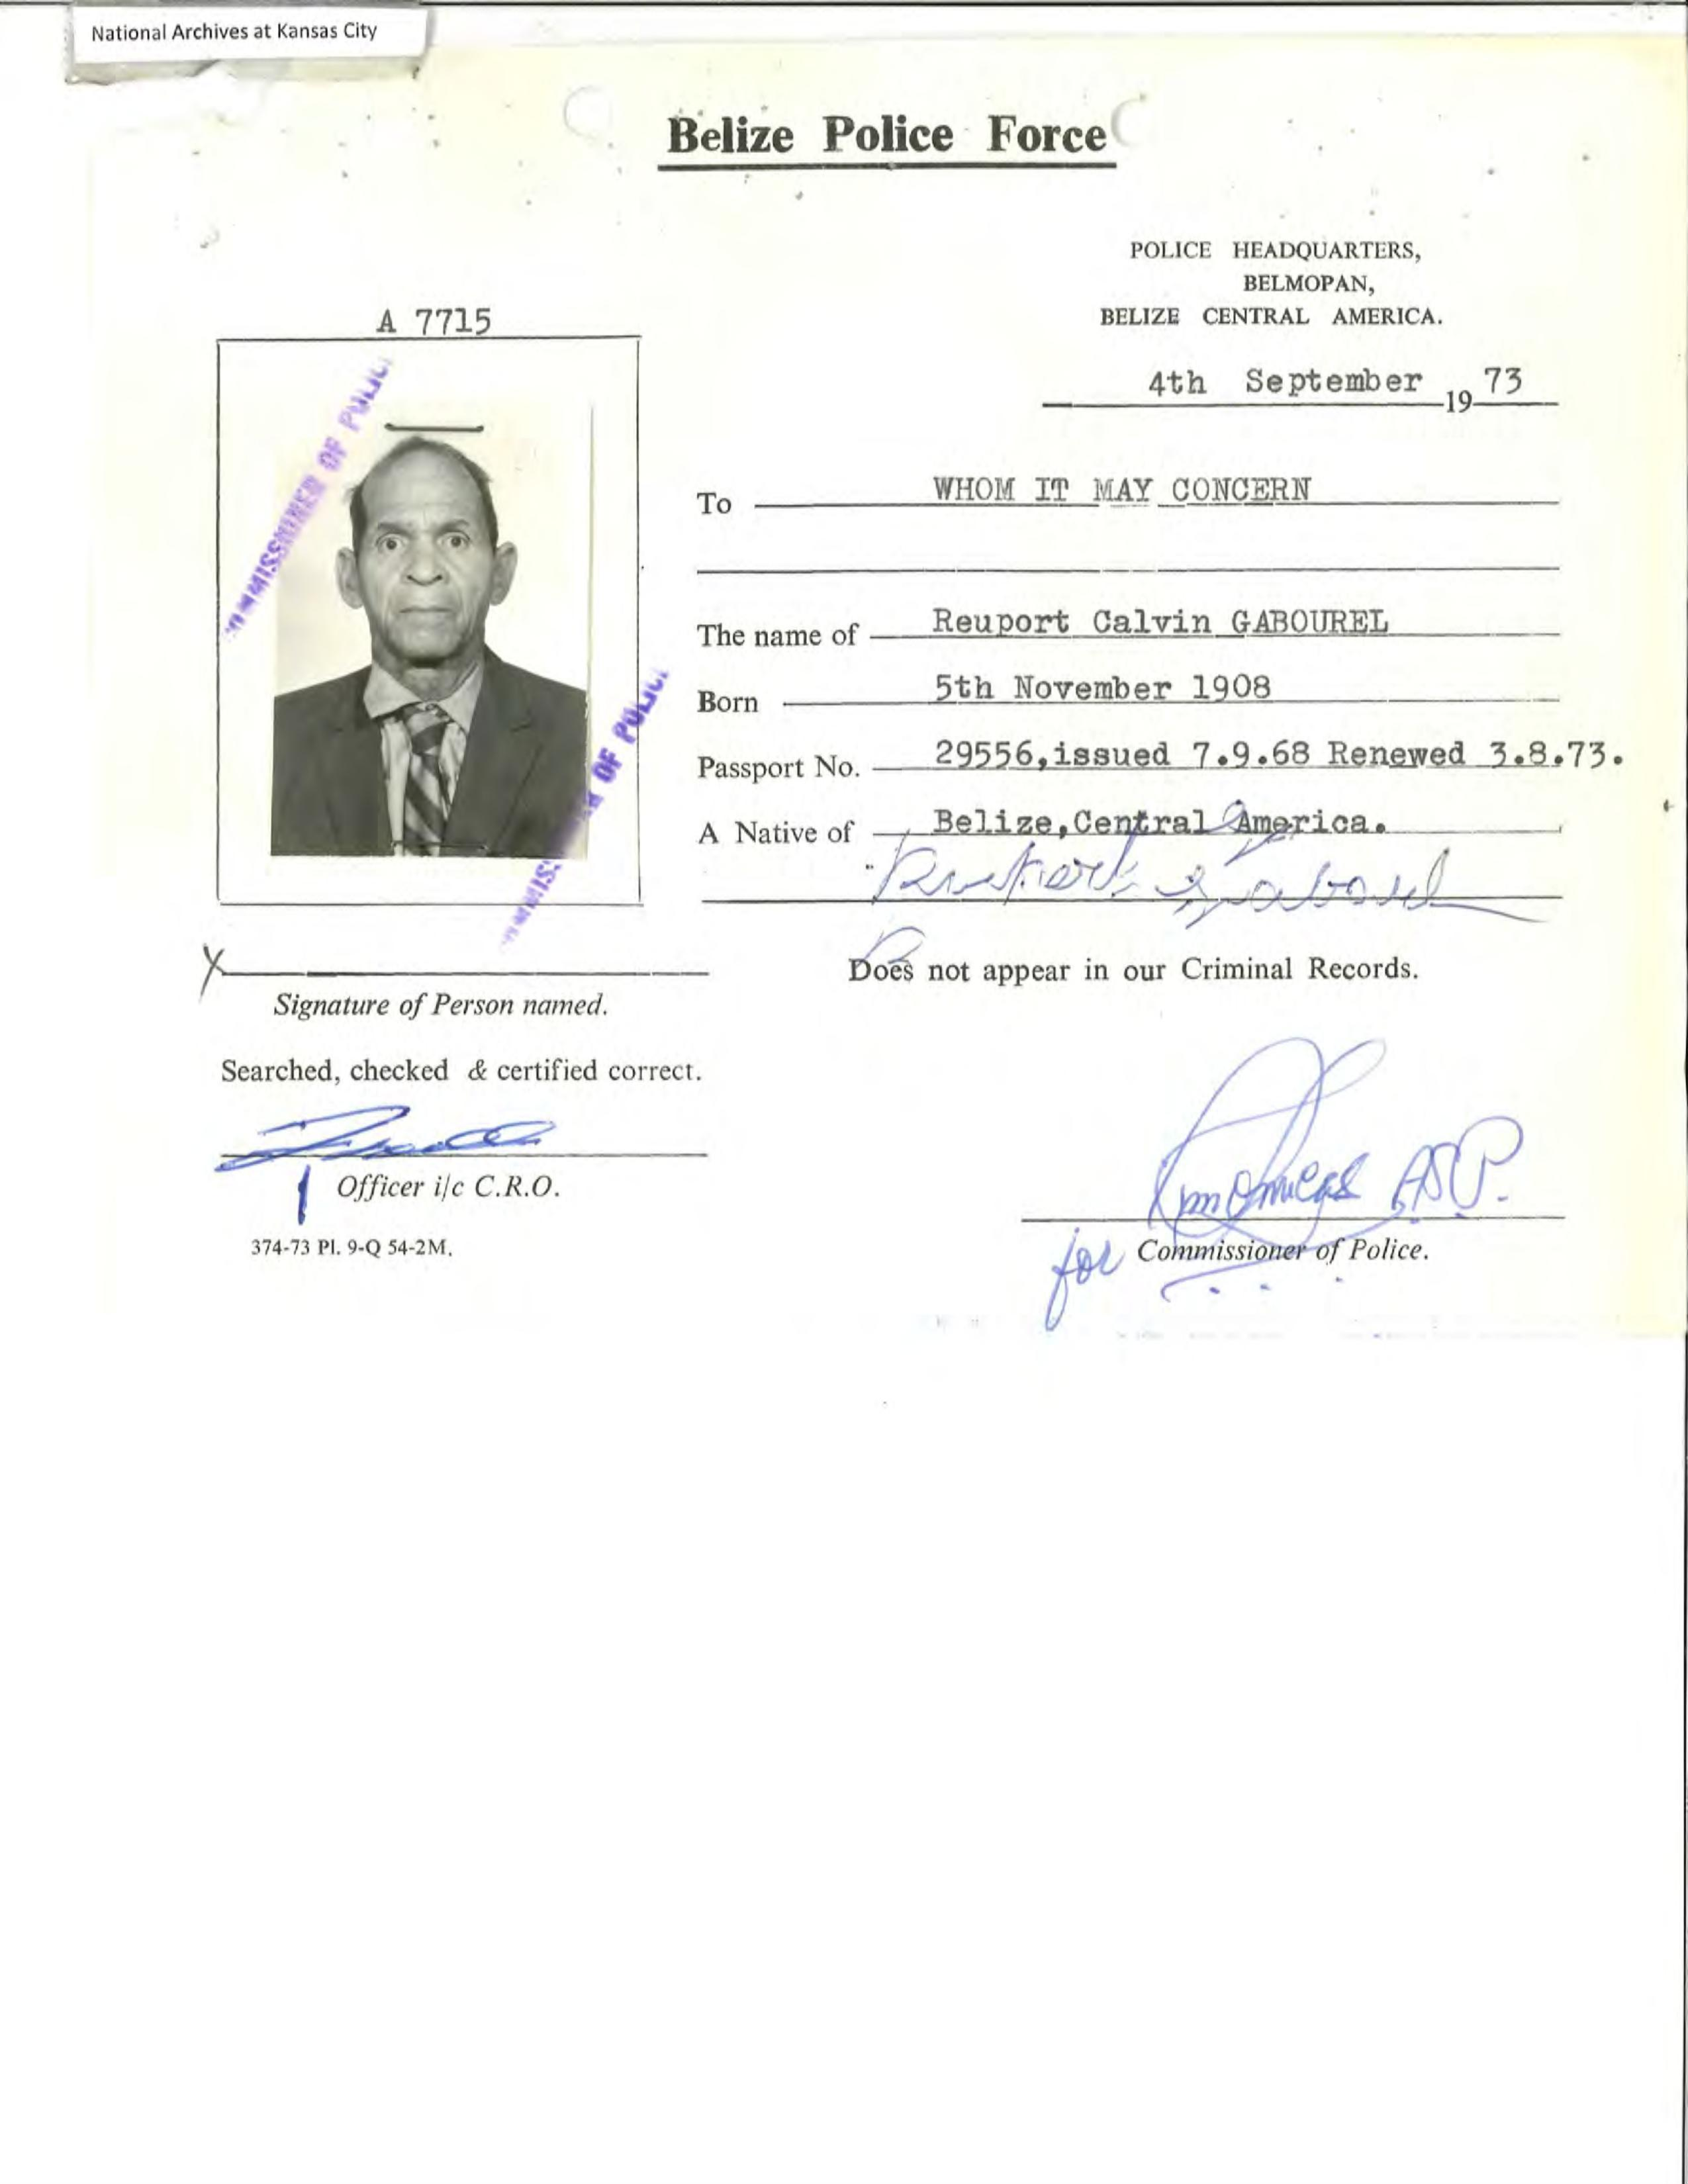 National Archives at Kansas City
Belize Police Force
POLICE HEADQUARTERS,
BELMOPAN,
BELIZE CENTRAL AMERICA.
A 7715
4th September 19 73
COMMISSIONER OF POLICE
To WHOM IT MAY CONCERN
The name of Reuport Calvin GABOUREL
Born 5th November 1908
COMMISSIONER OF POLICE
Passport No. 29556,issued 7.9.68 Renewed 3.8.73.
A Native of Belize,Central America.
X
Does not appear in our Criminal Records.
Signature of Person named.
Searched, checked & certified correct.
A.S.P.
Officer i/c C.R.O.
for Commissioner of Police.
374-73 Pl. 9-Q 54-2M.